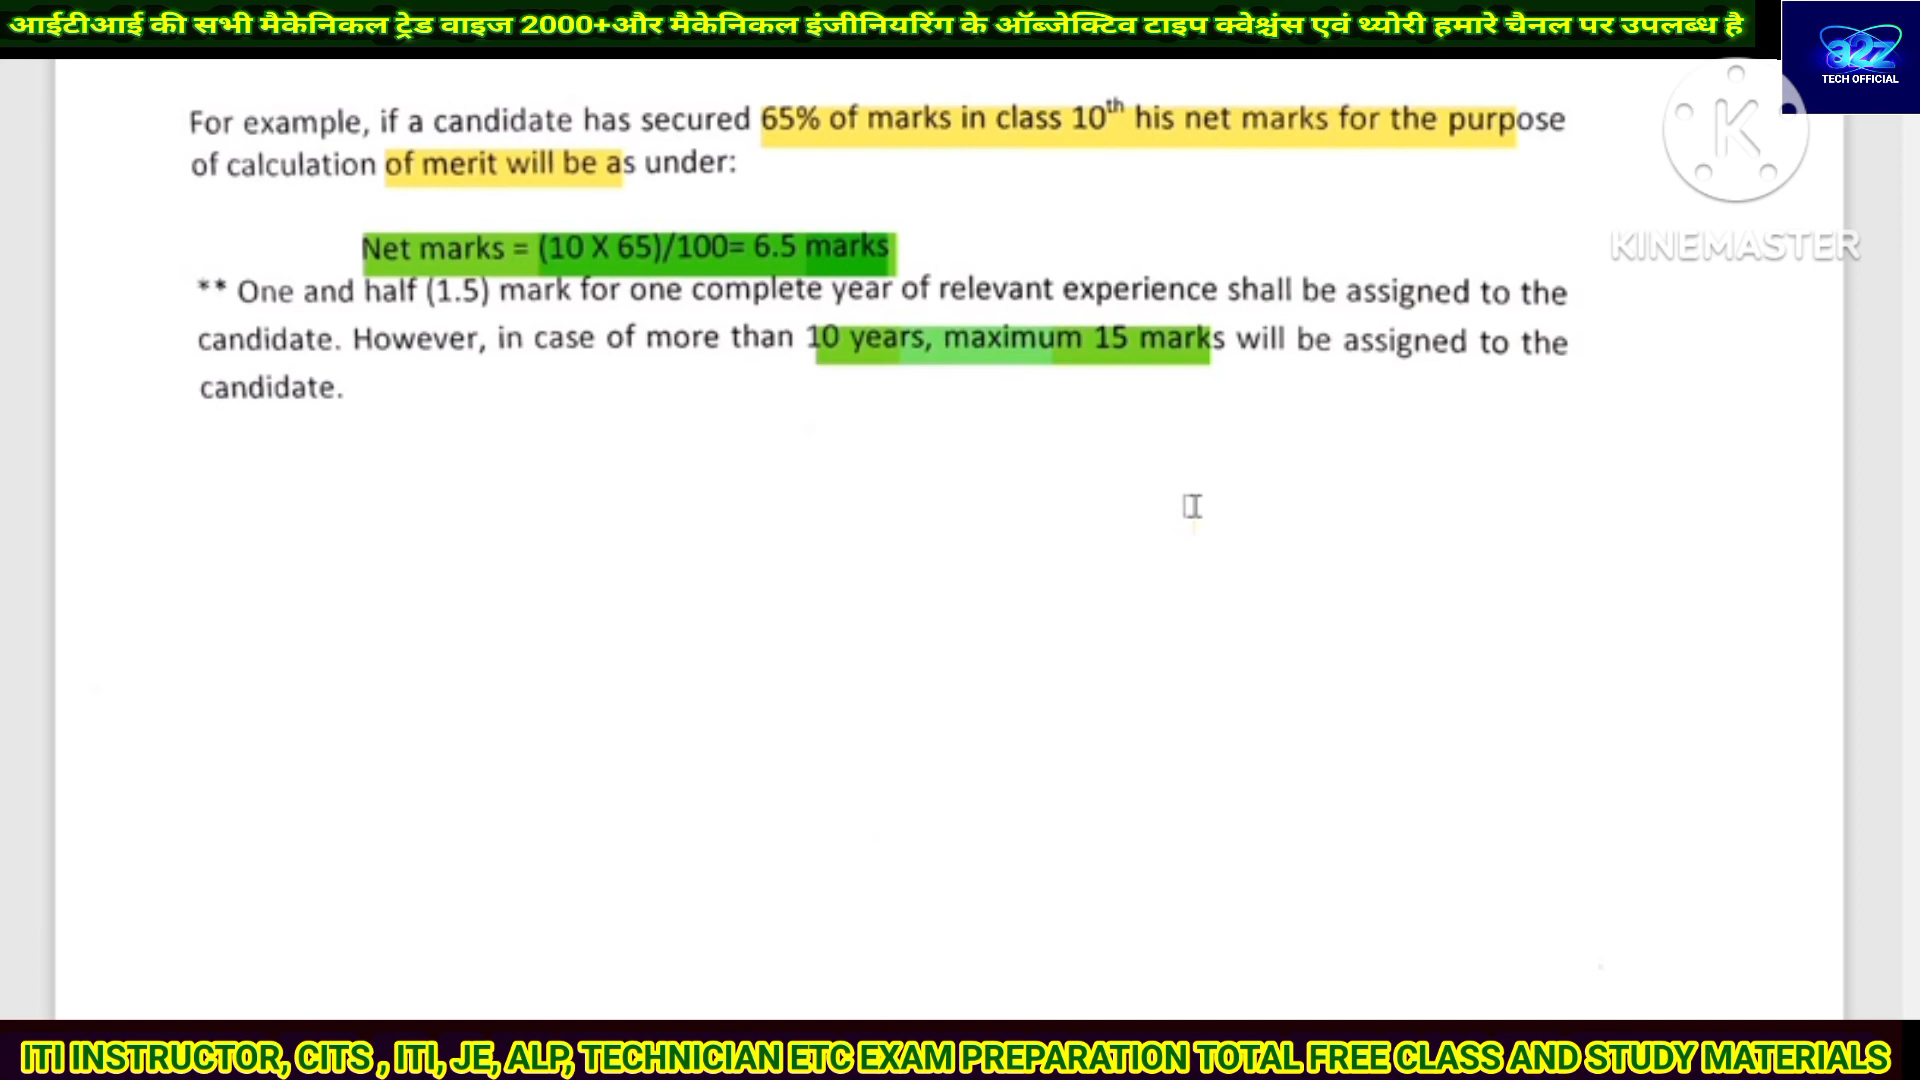 आईटीआई की सभी मैकेनिकल ट्रेड वाइज 2000+और मैकेनिकल इंजीनियरिंग के ऑब्जेक्टिव टाइप क्वेश्चंस एवं थ्योरी हमारे चैनल पर उपलब्ध है
a2z
TECH OFFICIAL
K
KINEMASTER
For example, if a candidate has secured 65% of marks in class 10th his net marks for the purpose
of calculation of merit will be as under:
Net marks = (10 X 65)/100= 6.5 marks
** One and half (1.5) mark for one complete year of relevant experience shall be assigned to the
candidate. However, in case of more than 10 years, maximum 15 marks will be assigned to the
candidate.
ITI INSTRUCTOR, CITS , ITI, JE, ALP, TECHNICIAN ETC EXAM PREPARATION TOTAL FREE CLASS AND STUDY MATERIALS